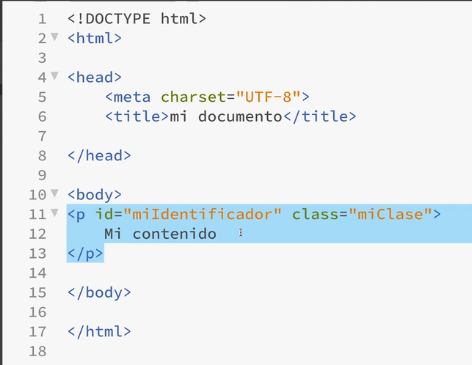 1 <!DOCTYPE html>
2 <html>
3
4 <head>
5 <meta charset="UTF-8">
6 <title>mi documento</title>
7
8 </head>
9
10 <body>
11 <p id="miIdentificador" class="miClase">
12 Mi contenido
13 </p>
14
15 </body>
16
17 </html>
18